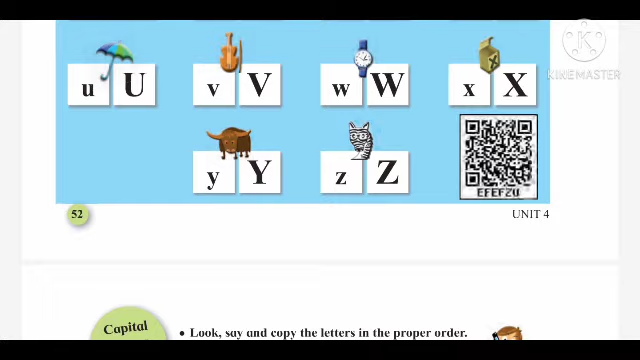 u U v V w W x X
KINEMASTER
y Y z Z
EFEFZU
52 UNIT 4
Capital
• Look, say and copy the letters in the proper order.